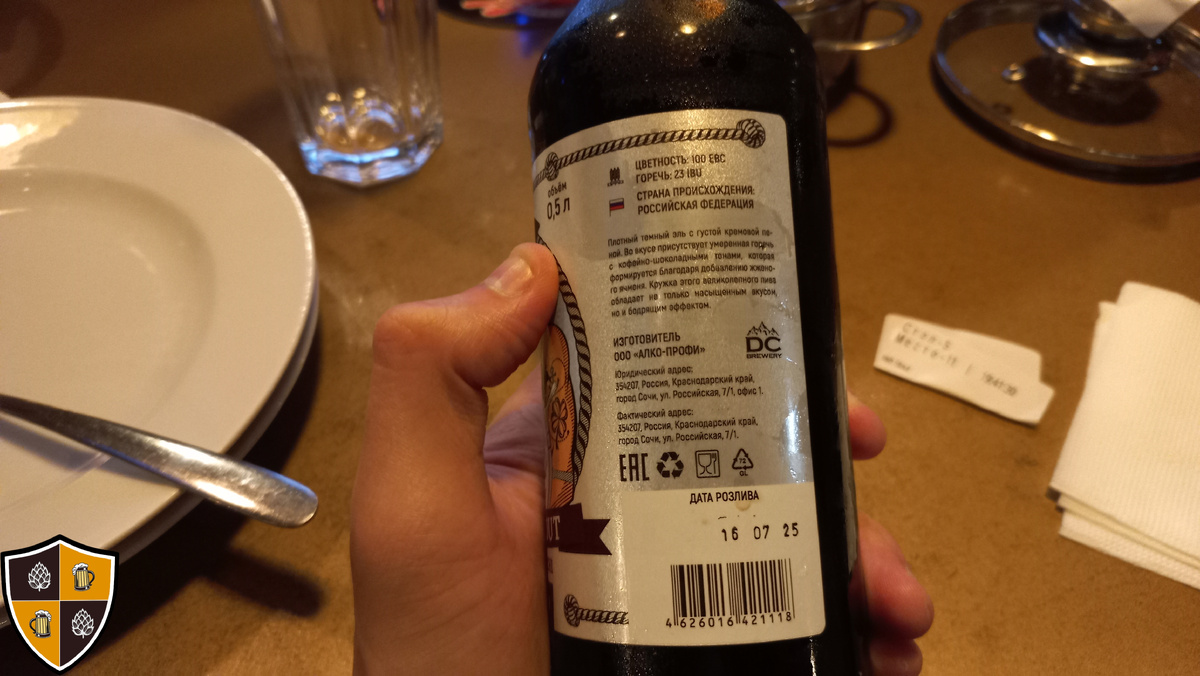 объём
0,5 л
ЦВЕТНОСТЬ: 100 EBC
ГОРЕЧЬ: 23 IBU
СТРАНА ПРОИСХОЖДЕНИЯ:
РОССИЙСКАЯ ФЕДЕРАЦИЯ
Плотный темный эль с густой кремовой пе-
ной. Во вкусе присутствует умеренная горечь
с кофейно-шоколадными тонами, которая
формируется благодаря добавлению жжено-
го ячменя. Кружка этого великолепного пива
обладает не только насыщенным вкусом,
но и бодрящим эффектом.
ИЗГОТОВИТЕЛЬ
ООО «АЛКО-ПРОФИ»
DC
BREWERY
Юридический адрес:
354207, Россия, Краснодарский край,
город Сочи, ул. Российская, 7/1, офис 1.
Фактический адрес:
354207, Россия, Краснодарский край,
город Сочи, ул. Российская, 7/1.
EAC
72
GL
UT
ДАТА РОЗЛИВА
16 07 25
4 626016 421118